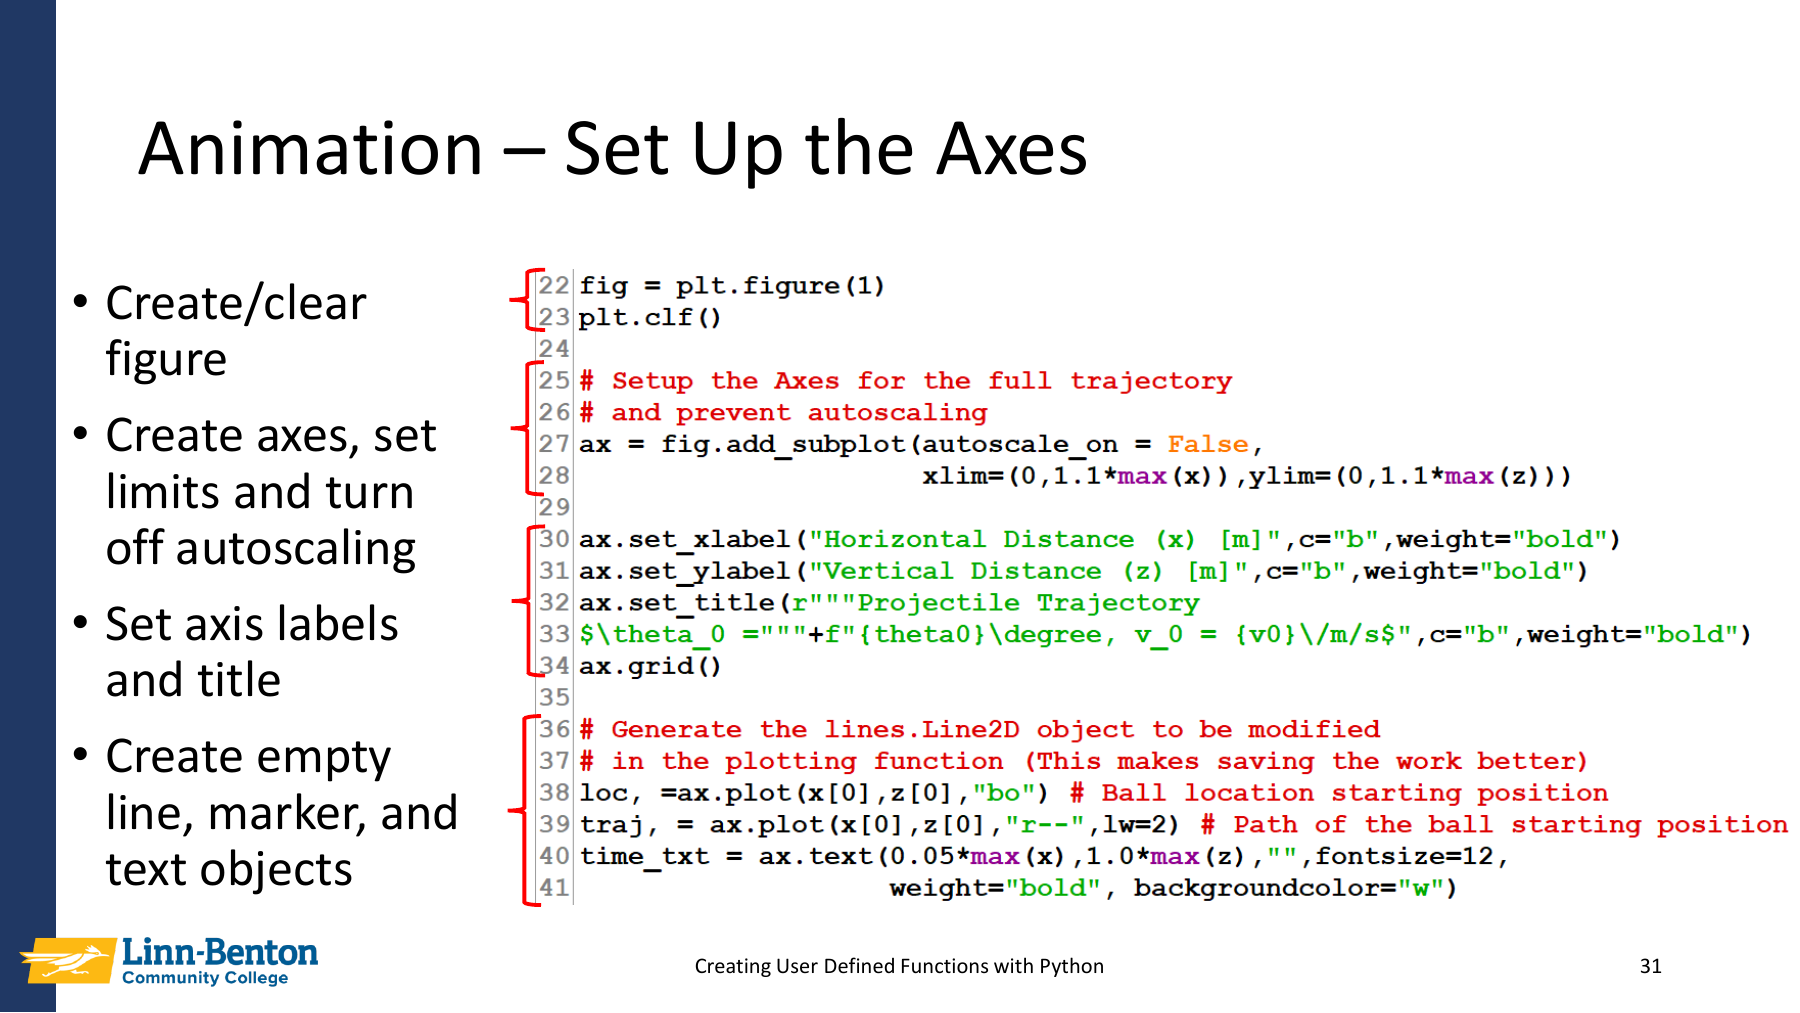 Animation – Set Up the Axes
• Create/clear
figure
• Create axes, set
limits and turn
off autoscaling
• Set axis labels
and title
• Create empty
line, marker, and
text objects
22 fig = plt.figure(1)
23 plt.clf()
24
25 # Setup the Axes for the full trajectory
26 # and prevent autoscaling
27 ax = fig.add_subplot(autoscale_on = False,
28                      xlim=(0,1.1*max(x)),ylim=(0,1.1*max(z)))
29
30 ax.set_xlabel("Horizontal Distance (x) [m]",c="b",weight="bold")
31 ax.set_ylabel("Vertical Distance (z) [m]",c="b",weight="bold")
32 ax.set_title(r"""Projectile Trajectory
33 $\theta_0 ="""+f"{theta0}\degree, v_0 = {v0}\/m/s$",c="b",weight="bold")
34 ax.grid()
35
36 # Generate the lines.Line2D object to be modified
37 # in the plotting function (This makes saving the work better)
38 loc, =ax.plot(x[0],z[0],"bo") # Ball location starting position
39 traj, = ax.plot(x[0],z[0],"r--",lw=2) # Path of the ball starting position
40 time_txt = ax.text(0.05*max(x),1.0*max(z),"",fontsize=12,
41                    weight="bold", backgroundcolor="w")
Linn-Benton
Community College
Creating User Defined Functions with Python
31